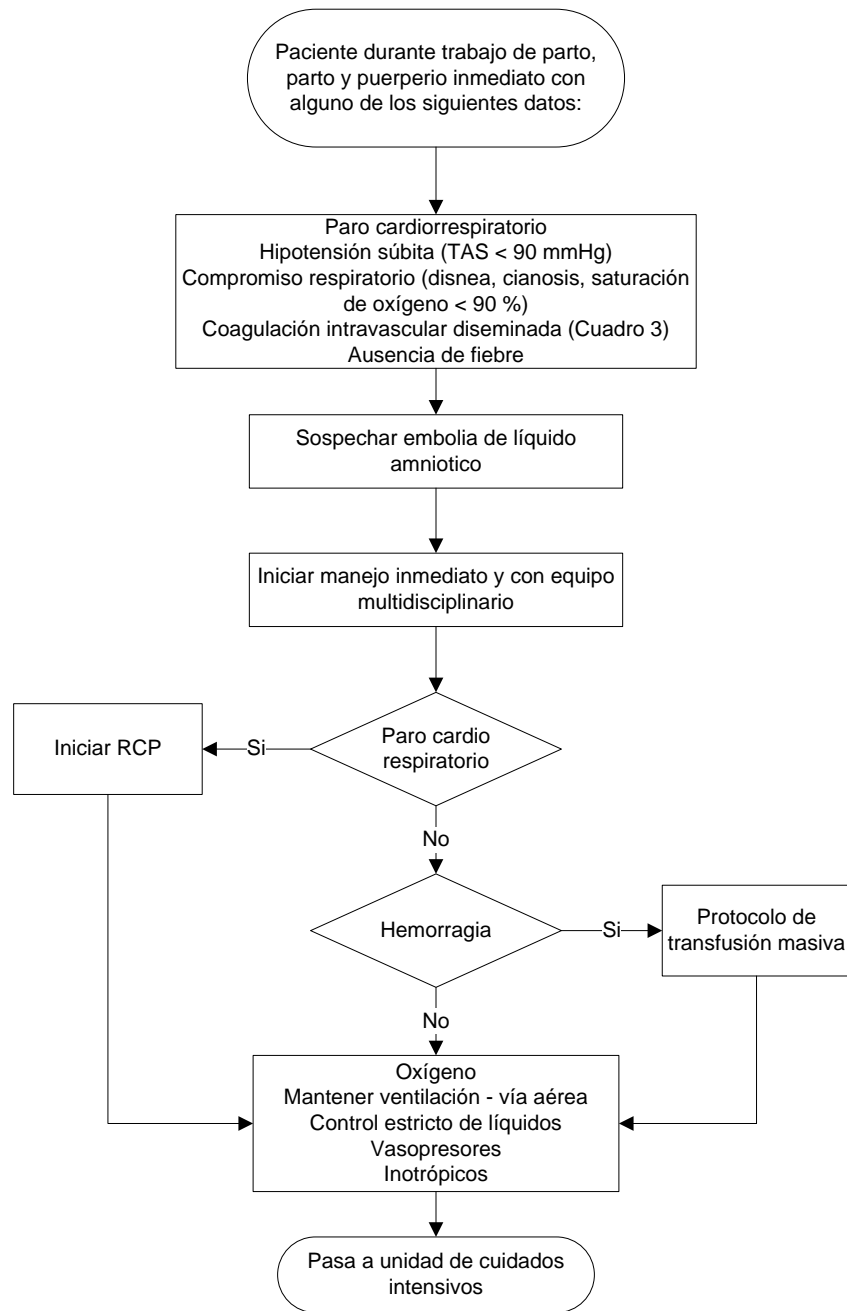 Paciente durante trabajo de parto,
parto y puerperio inmediato con
alguno de los siguientes datos:
Paro cardiorrespiratorio
Hipotensión súbita (TAS < 90 mmHg)
Compromiso respiratorio (disnea, cianosis, saturación
de oxígeno < 90 %)
Coagulación intravascular diseminada (Cuadro 3)
Ausencia de fiebre
Sospechar embolia de líquido
amniotico
Iniciar manejo inmediato y con equipo
multidisciplinario
Paro cardio
respiratorio
Si
Iniciar RCP
No
Hemorragia
Si
Protocolo de
transfusión masiva
No
Oxígeno
Mantener ventilación - vía aérea
Control estricto de líquidos
Vasopresores
Inotrópicos
Pasa a unidad de cuidados
intensivos